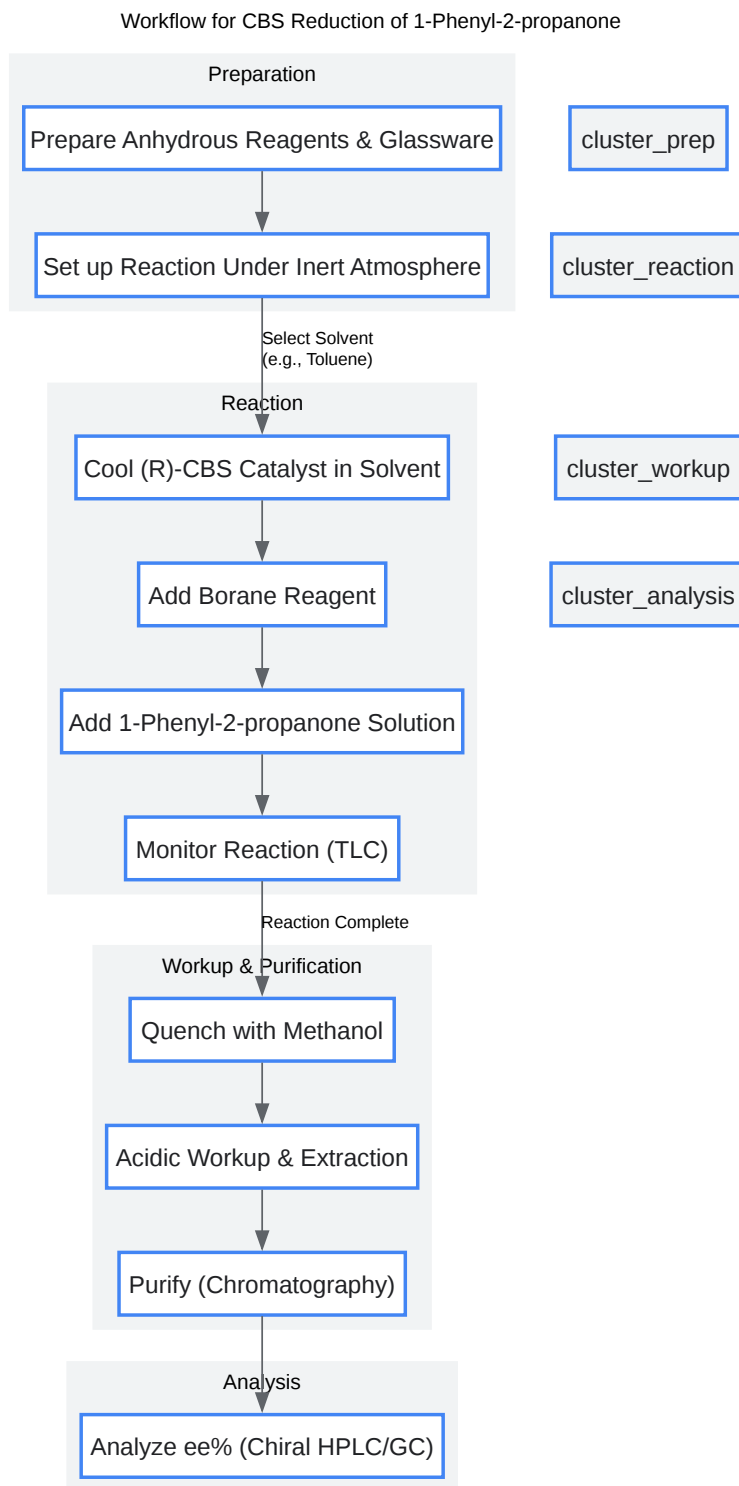 Workflow for CBS Reduction of 1-Phenyl-2-propanone
Preparation
Prepare Anhydrous Reagents & Glassware
cluster_prep
Set up Reaction Under Inert Atmosphere
cluster_reaction
Select Solvent
(e.g., Toluene)
Reaction
Cool (R)-CBS Catalyst in Solvent
cluster_workup
Add Borane Reagent
cluster_analysis
Add 1-Phenyl-2-propanone Solution
Monitor Reaction (TLC)
Reaction Complete
Workup & Purification
Quench with Methanol
Acidic Workup & Extraction
Purify (Chromatography)
Analysis
Analyze ee% (Chiral HPLC/GC)